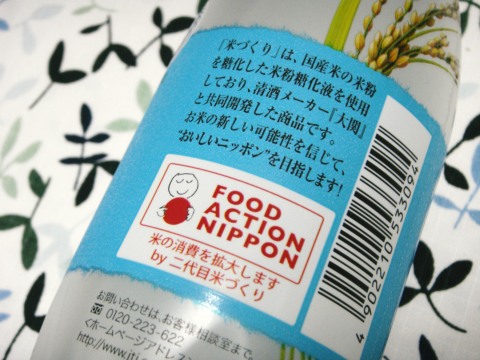 「米づくり」は、国産米の米粉
を糖化した米粉糖化液を使用
しており、清酒メーカー『大関』
と共同開発した商品です。
お米の新しい可能性を信じて、
"おいしいニッポン"を目指します!
FOOD
ACTION
NIPPON
米の消費を拡大します
by 二代目米づくり
4902210533094
お問い合わせは、お客様相談室まで。
0120-223-622
〈ホームページアドレス
http://www.jti